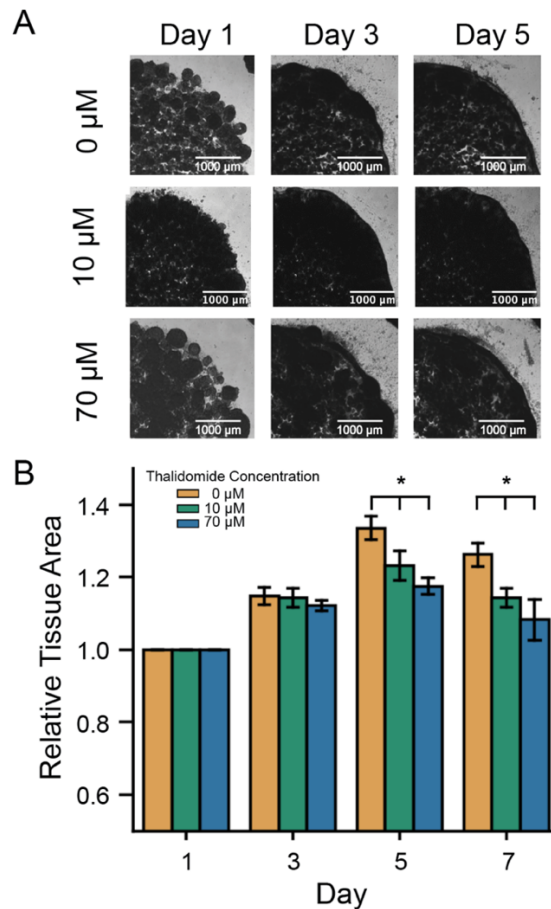 A
Day 1 Day 3 Day 5
0 µM
1000 µm 1000 µm 1000 µm
10 µM
1000 µm 1000 µm 1000 µm
70 µM
1000 µm 1000 µm 1000 µm
B
Thalidomide Concentration
0 µM
10 µM
70 µM
* *
Relative Tissue Area
1.4
1.2
1.0
0.8
0.6
1 3 5 7
Day